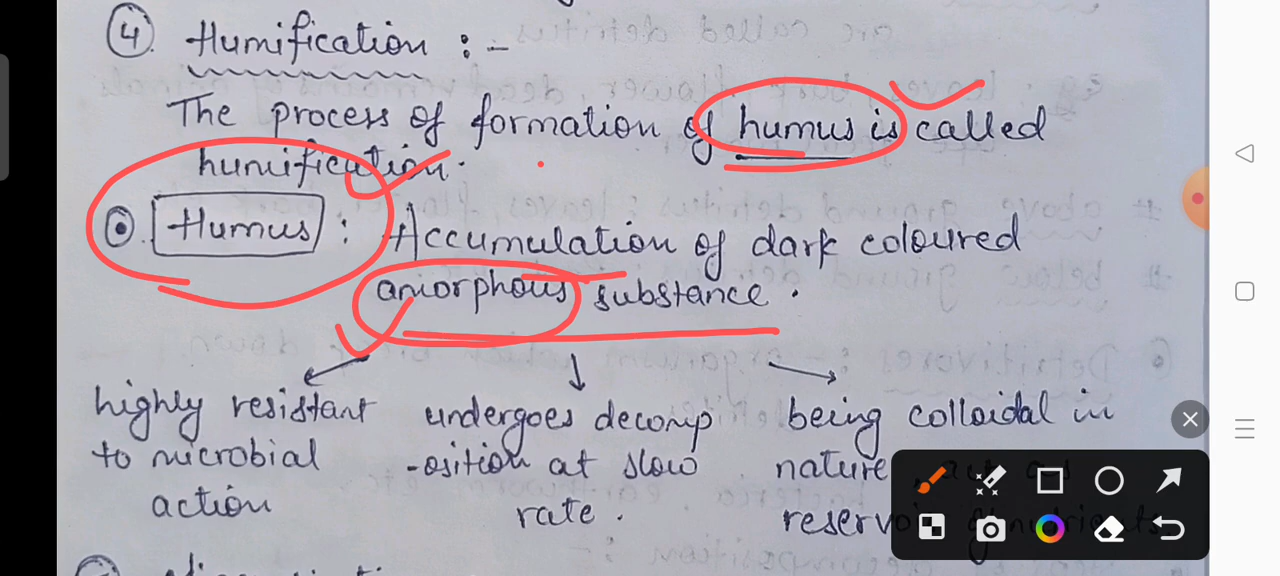 ④ Humification :-
The process of formation of humus is called
humification.
⊙. Humus : Accumulation of dark coloured
amorphous substance.
highly resistant
to microbial
action
undergoes decomp
-osition at slow
rate.
being colloidal in
nature